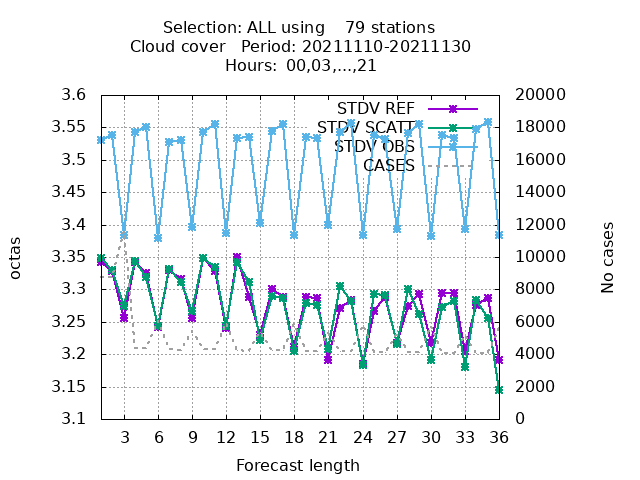 Selection: ALL using    79 stations
Cloud cover   Period: 20211110-20211130
Hours: 00,03,...,21
3.6
3.55
3.5
3.45
3.4
3.35
3.3
3.25
3.2
3.15
3.1
octas
STDV REF
STDV SCATT
STDV OBS
CASES
20000
18000
16000
14000
12000
10000
8000
6000
4000
2000
0
No cases
3 6 9 12 15 18 21 24 27 30 33 36
Forecast length